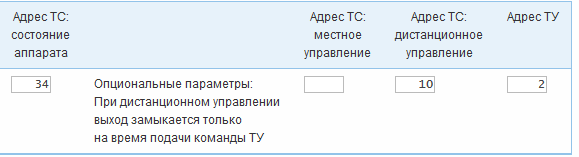 Адрес ТС: состояние аппарата
Адрес ТС: местное управление
Адрес ТС: дистанционное управление
Адрес ТУ
34
Опциональные параметры:
При дистанционном управлении
выход замыкается только
на время подачи команды ТУ
10
2